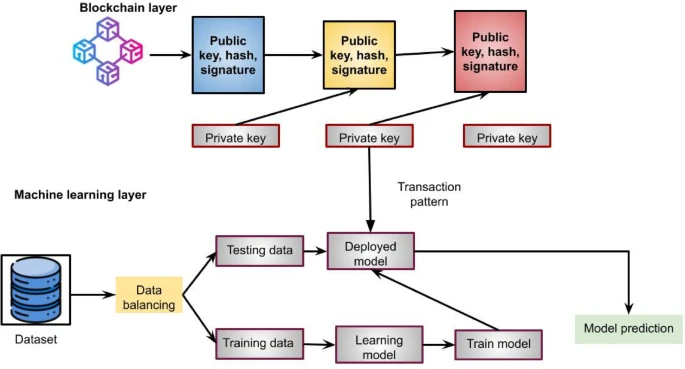 Blockchain layer
Public
key, hash,
signature
Public
key, hash,
signature
Public
key, hash,
signature
Private key
Private key
Private key
Transaction
pattern
Machine learning layer
Testing data
Deployed
model
Data
balancing
Dataset
Training data
Learning
model
Train model
Model prediction